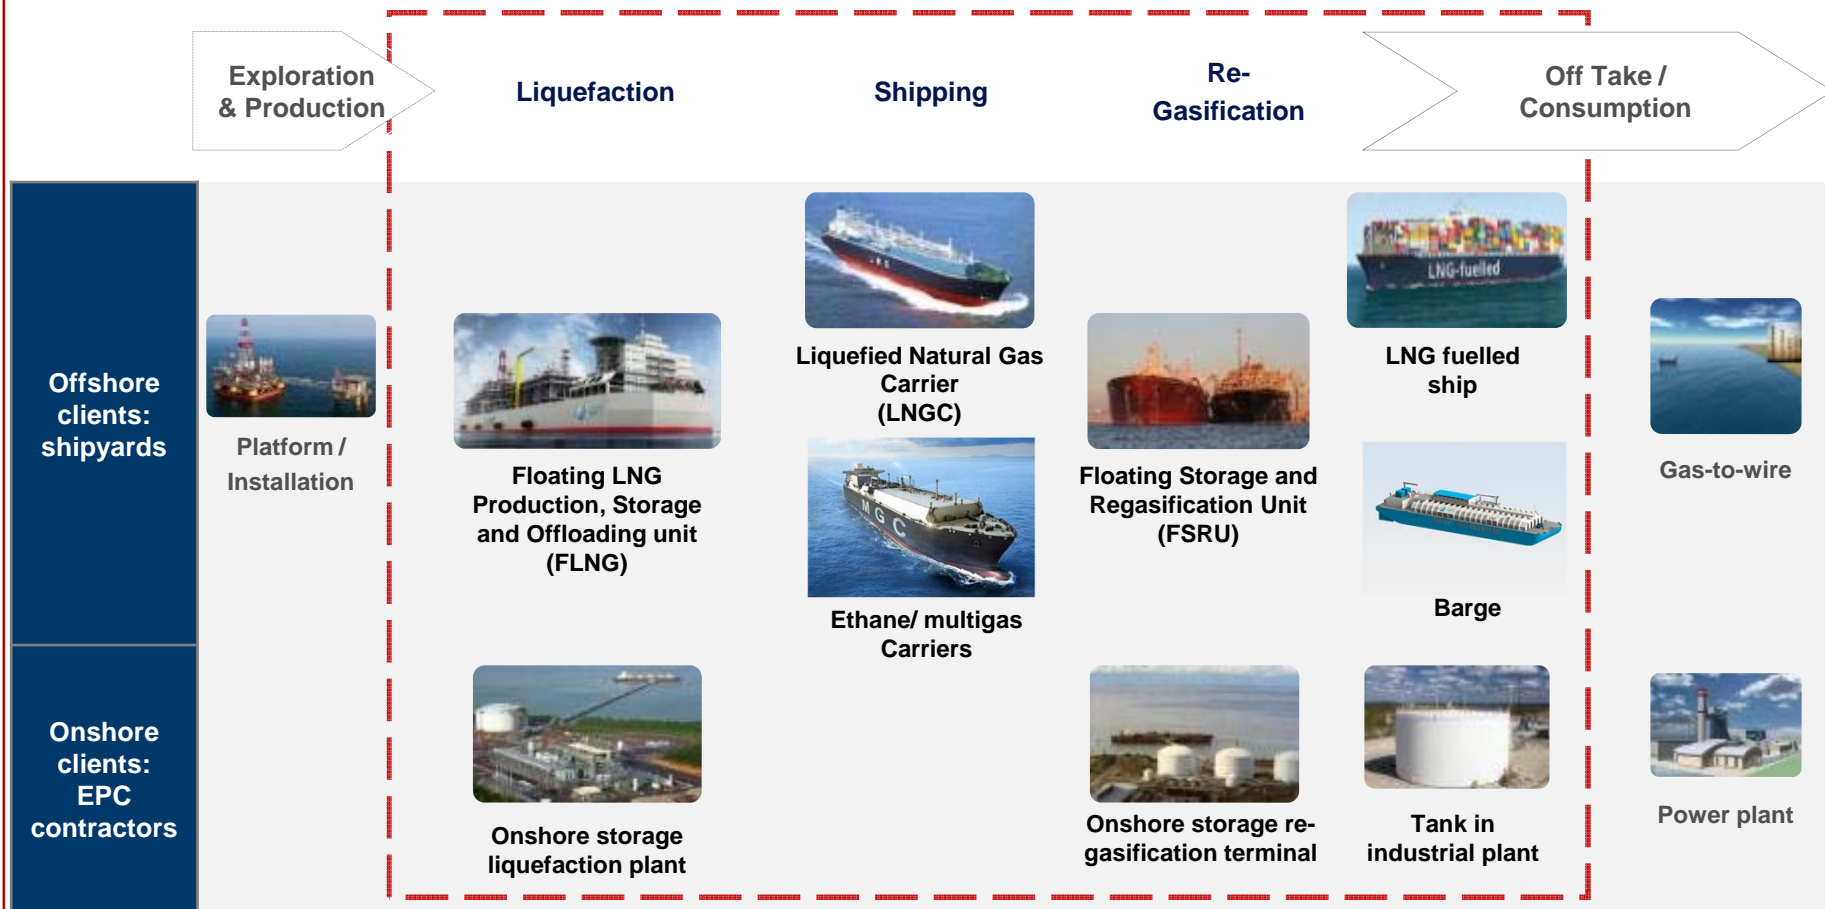 Exploration
& Production
Liquefaction
Shipping
Re-
Gasification
Off Take /
Consumption
Offshore
clients:
shipyards
Platform /
Installation
Floating LNG
Production, Storage
and Offloading unit
(FLNG)
LNG
Liquefied Natural Gas
Carrier
(LNGC)
MGC
Ethane/ multigas
Carriers
Floating Storage and
Regasification Unit
(FSRU)
LNG-fuelled
LNG fuelled
ship
Barge
Gas-to-wire
Onshore
clients:
EPC
contractors
Onshore storage
liquefaction plant
Onshore storage re-
gasification terminal
Tank in
industrial plant
Power plant